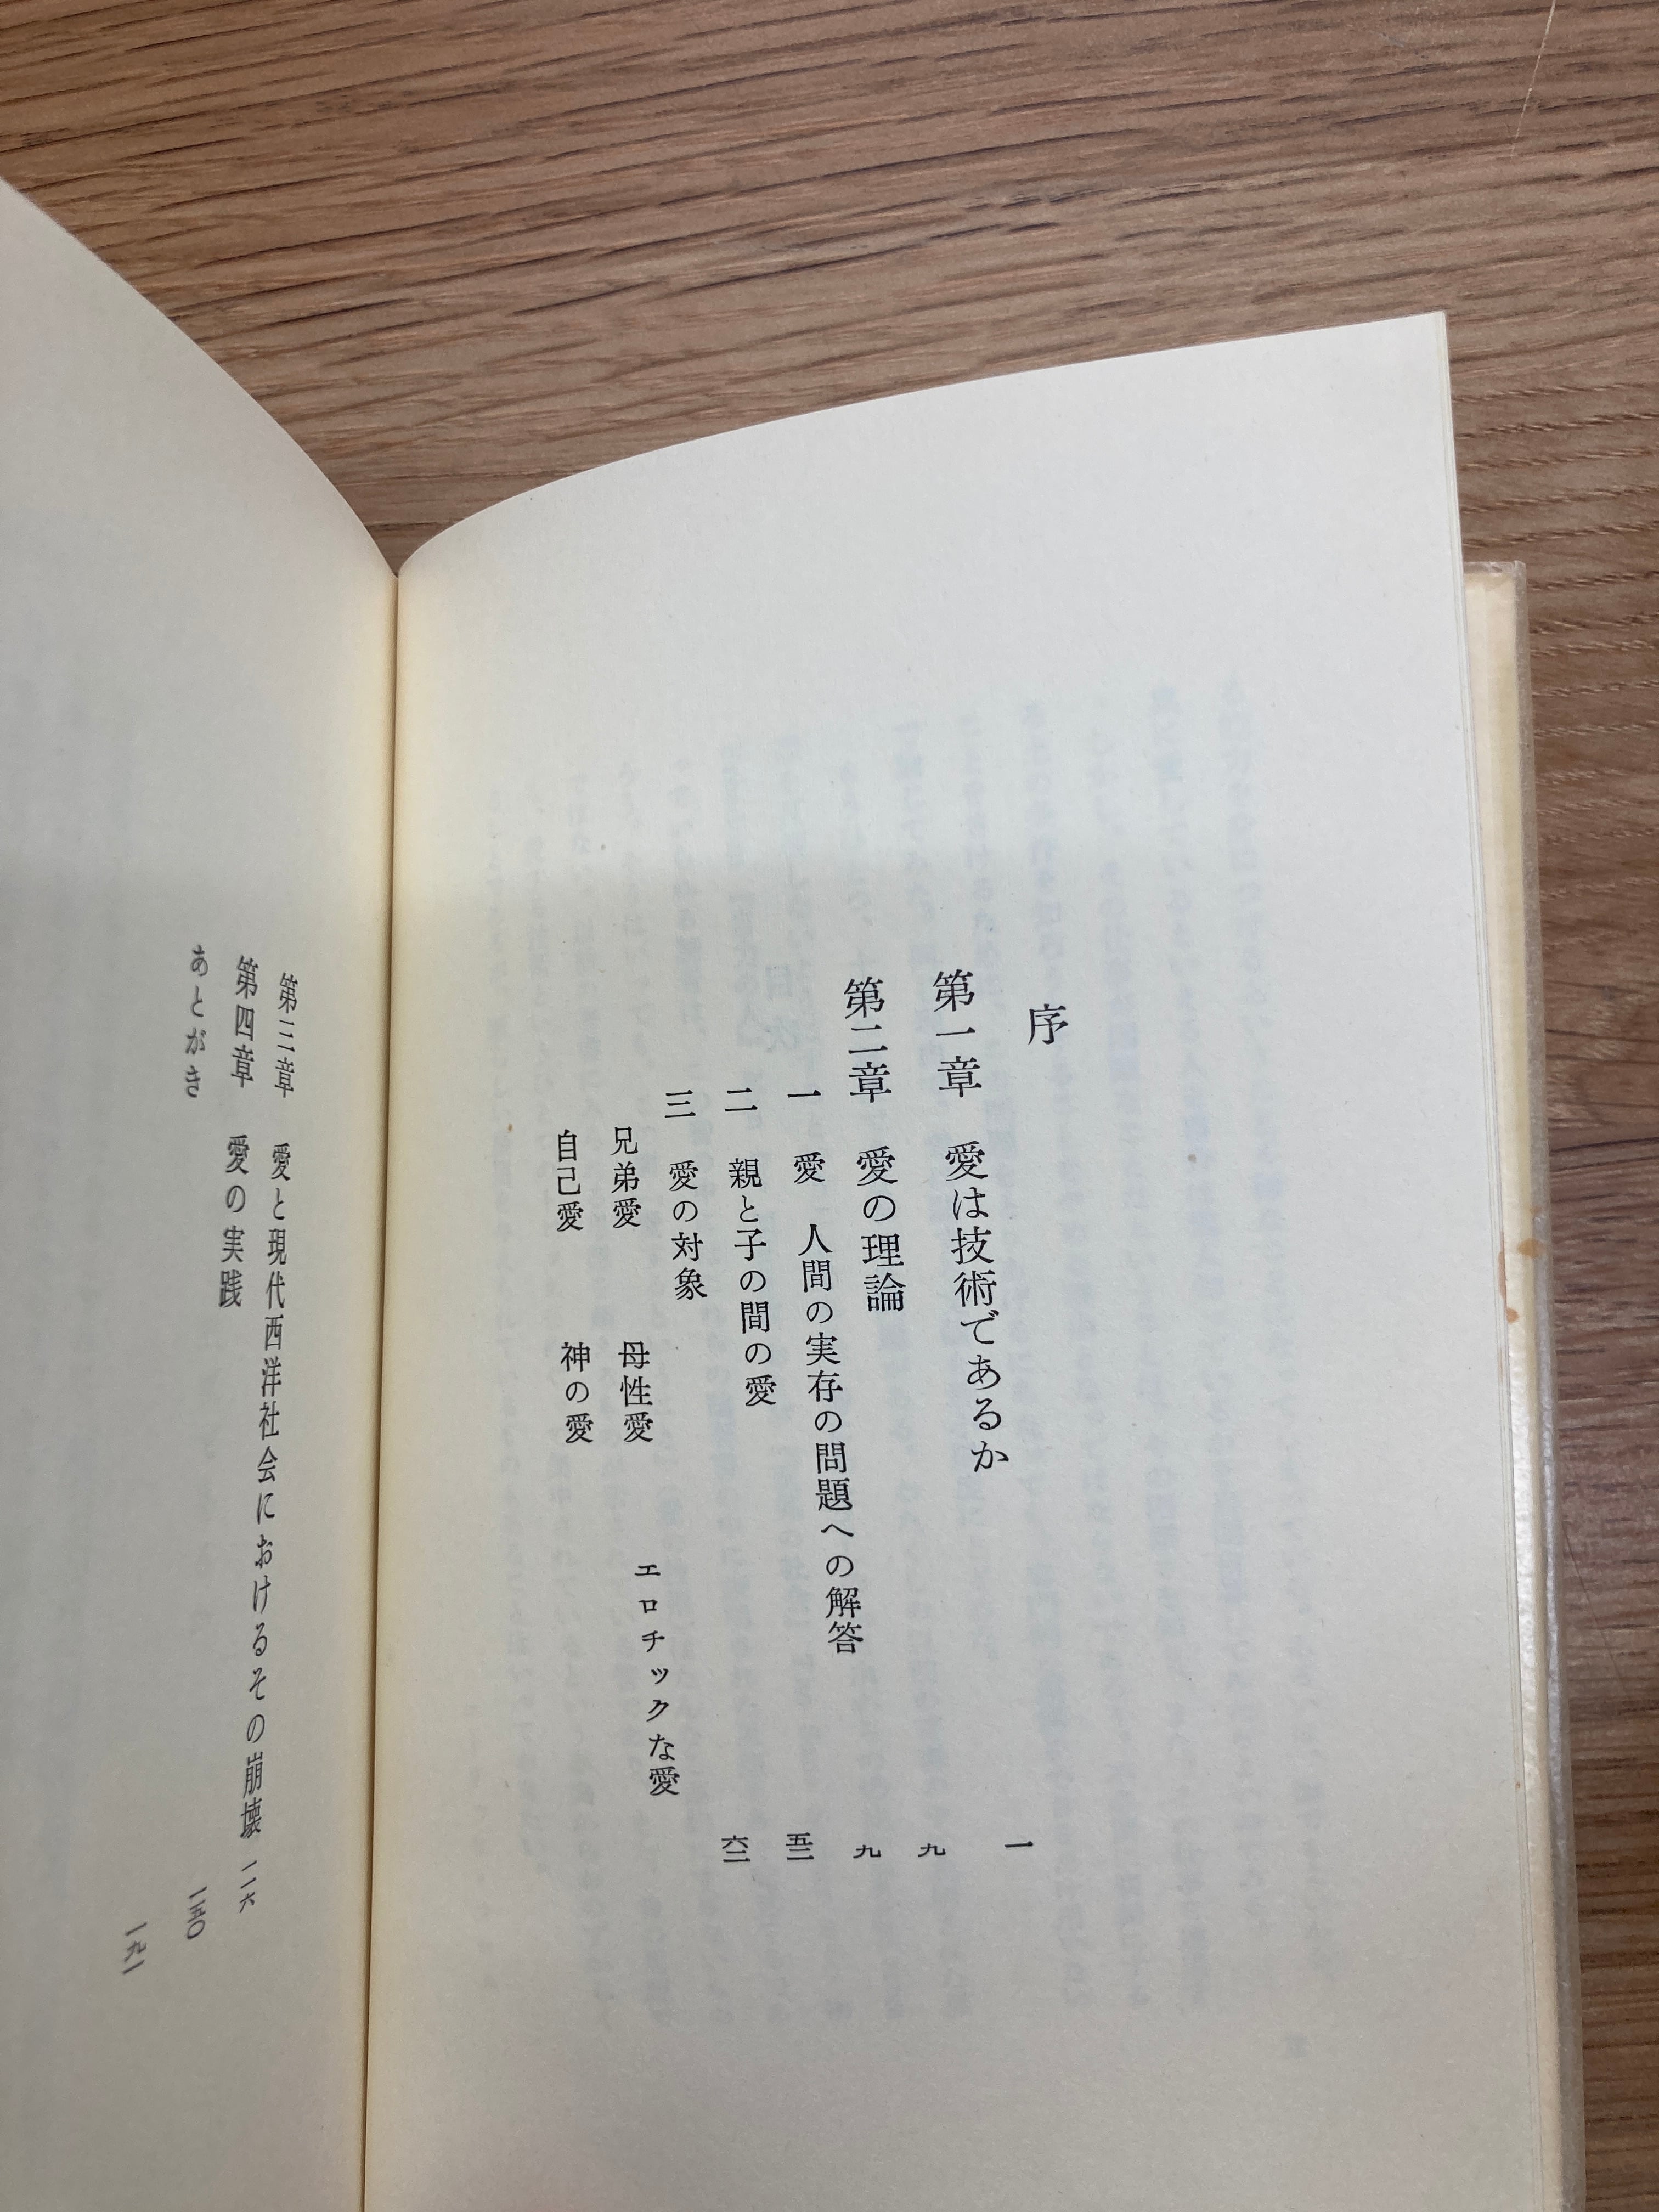 序
第一章　愛は技術であるか　一
第二章　愛の理論　九
一　愛　人間の実存の問題への解答　九
二　親と子の間の愛　五二
三　愛の対象　六二
兄弟愛　母性愛　エロチックな愛
自己愛　神の愛
第三章　愛と現代西洋社会におけるその崩壊　一一六
第四章　愛の実践　一五〇
あとがき　一九一